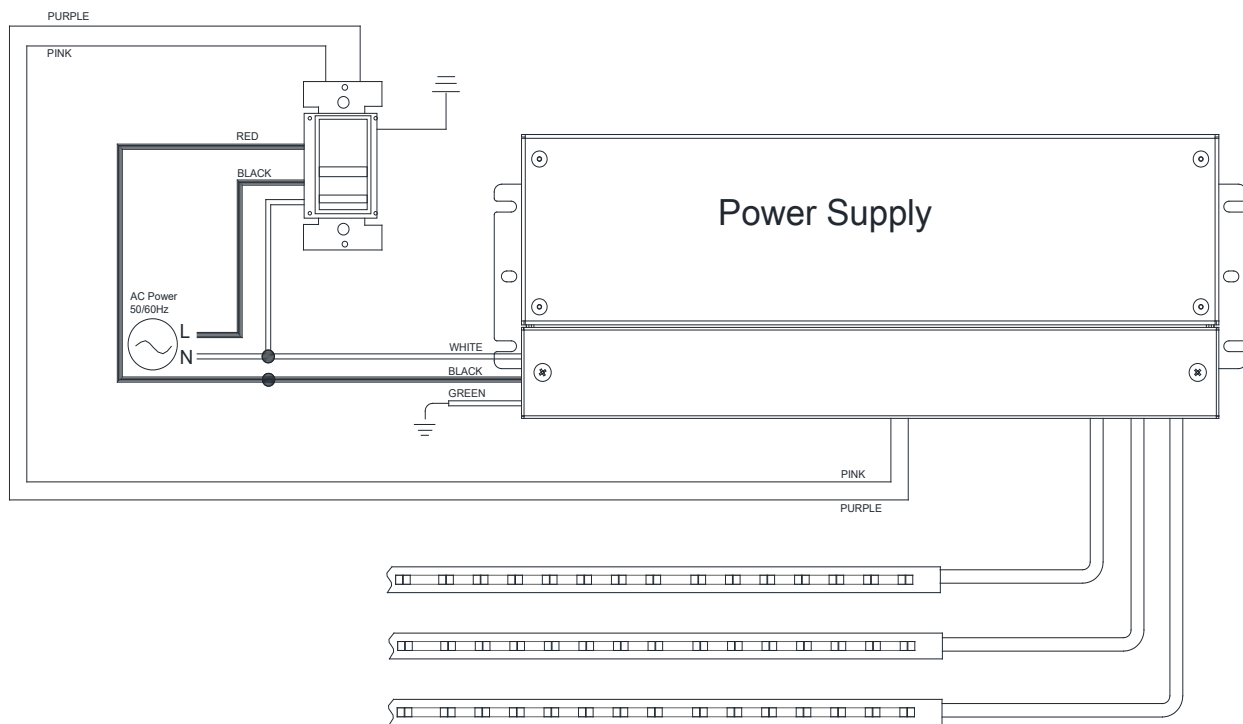 PURPLE
PINK
RED
BLACK
Power Supply
AC Power
50/60Hz
L
N
WHITE
BLACK
GREEN
PINK
PURPLE